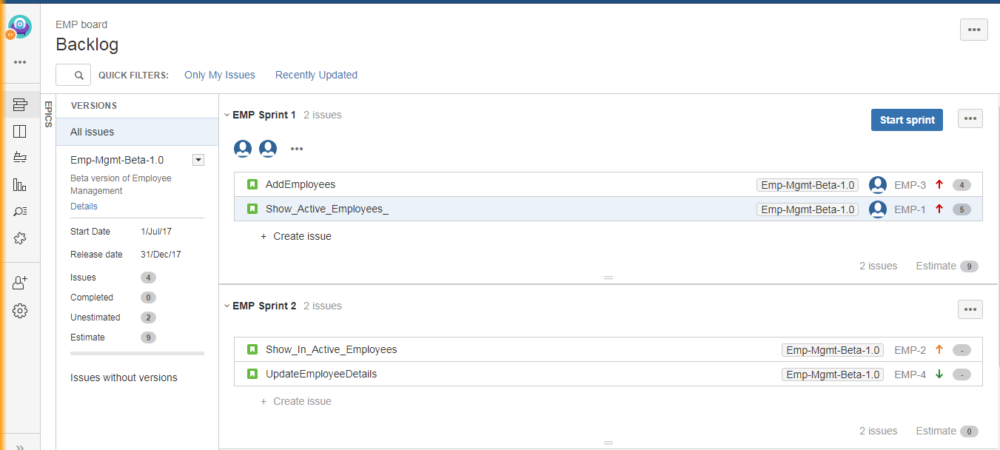 EMP board
Backlog
QUICK FILTERS: Only My Issues Recently Updated
EPICS
VERSIONS
All issues
Emp-Mgmt-Beta-1.0
Beta version of Employee
Management
Details
Start Date 1/Jul/17
Release date 31/Dec/17
Issues 4
Completed 0
Unestimated 2
Estimate 9
Issues without versions
EMP Sprint 1 2 issues
Start sprint
AddEmployees Emp-Mgmt-Beta-1.0 EMP-3 4
Show_Active_Employees_ Emp-Mgmt-Beta-1.0 EMP-1 5
+ Create issue
2 issues Estimate 9
EMP Sprint 2 2 issues
Show_In_Active_Employees Emp-Mgmt-Beta-1.0 EMP-2 -
UpdateEmployeeDetails Emp-Mgmt-Beta-1.0 EMP-4 -
+ Create issue
2 issues Estimate 0